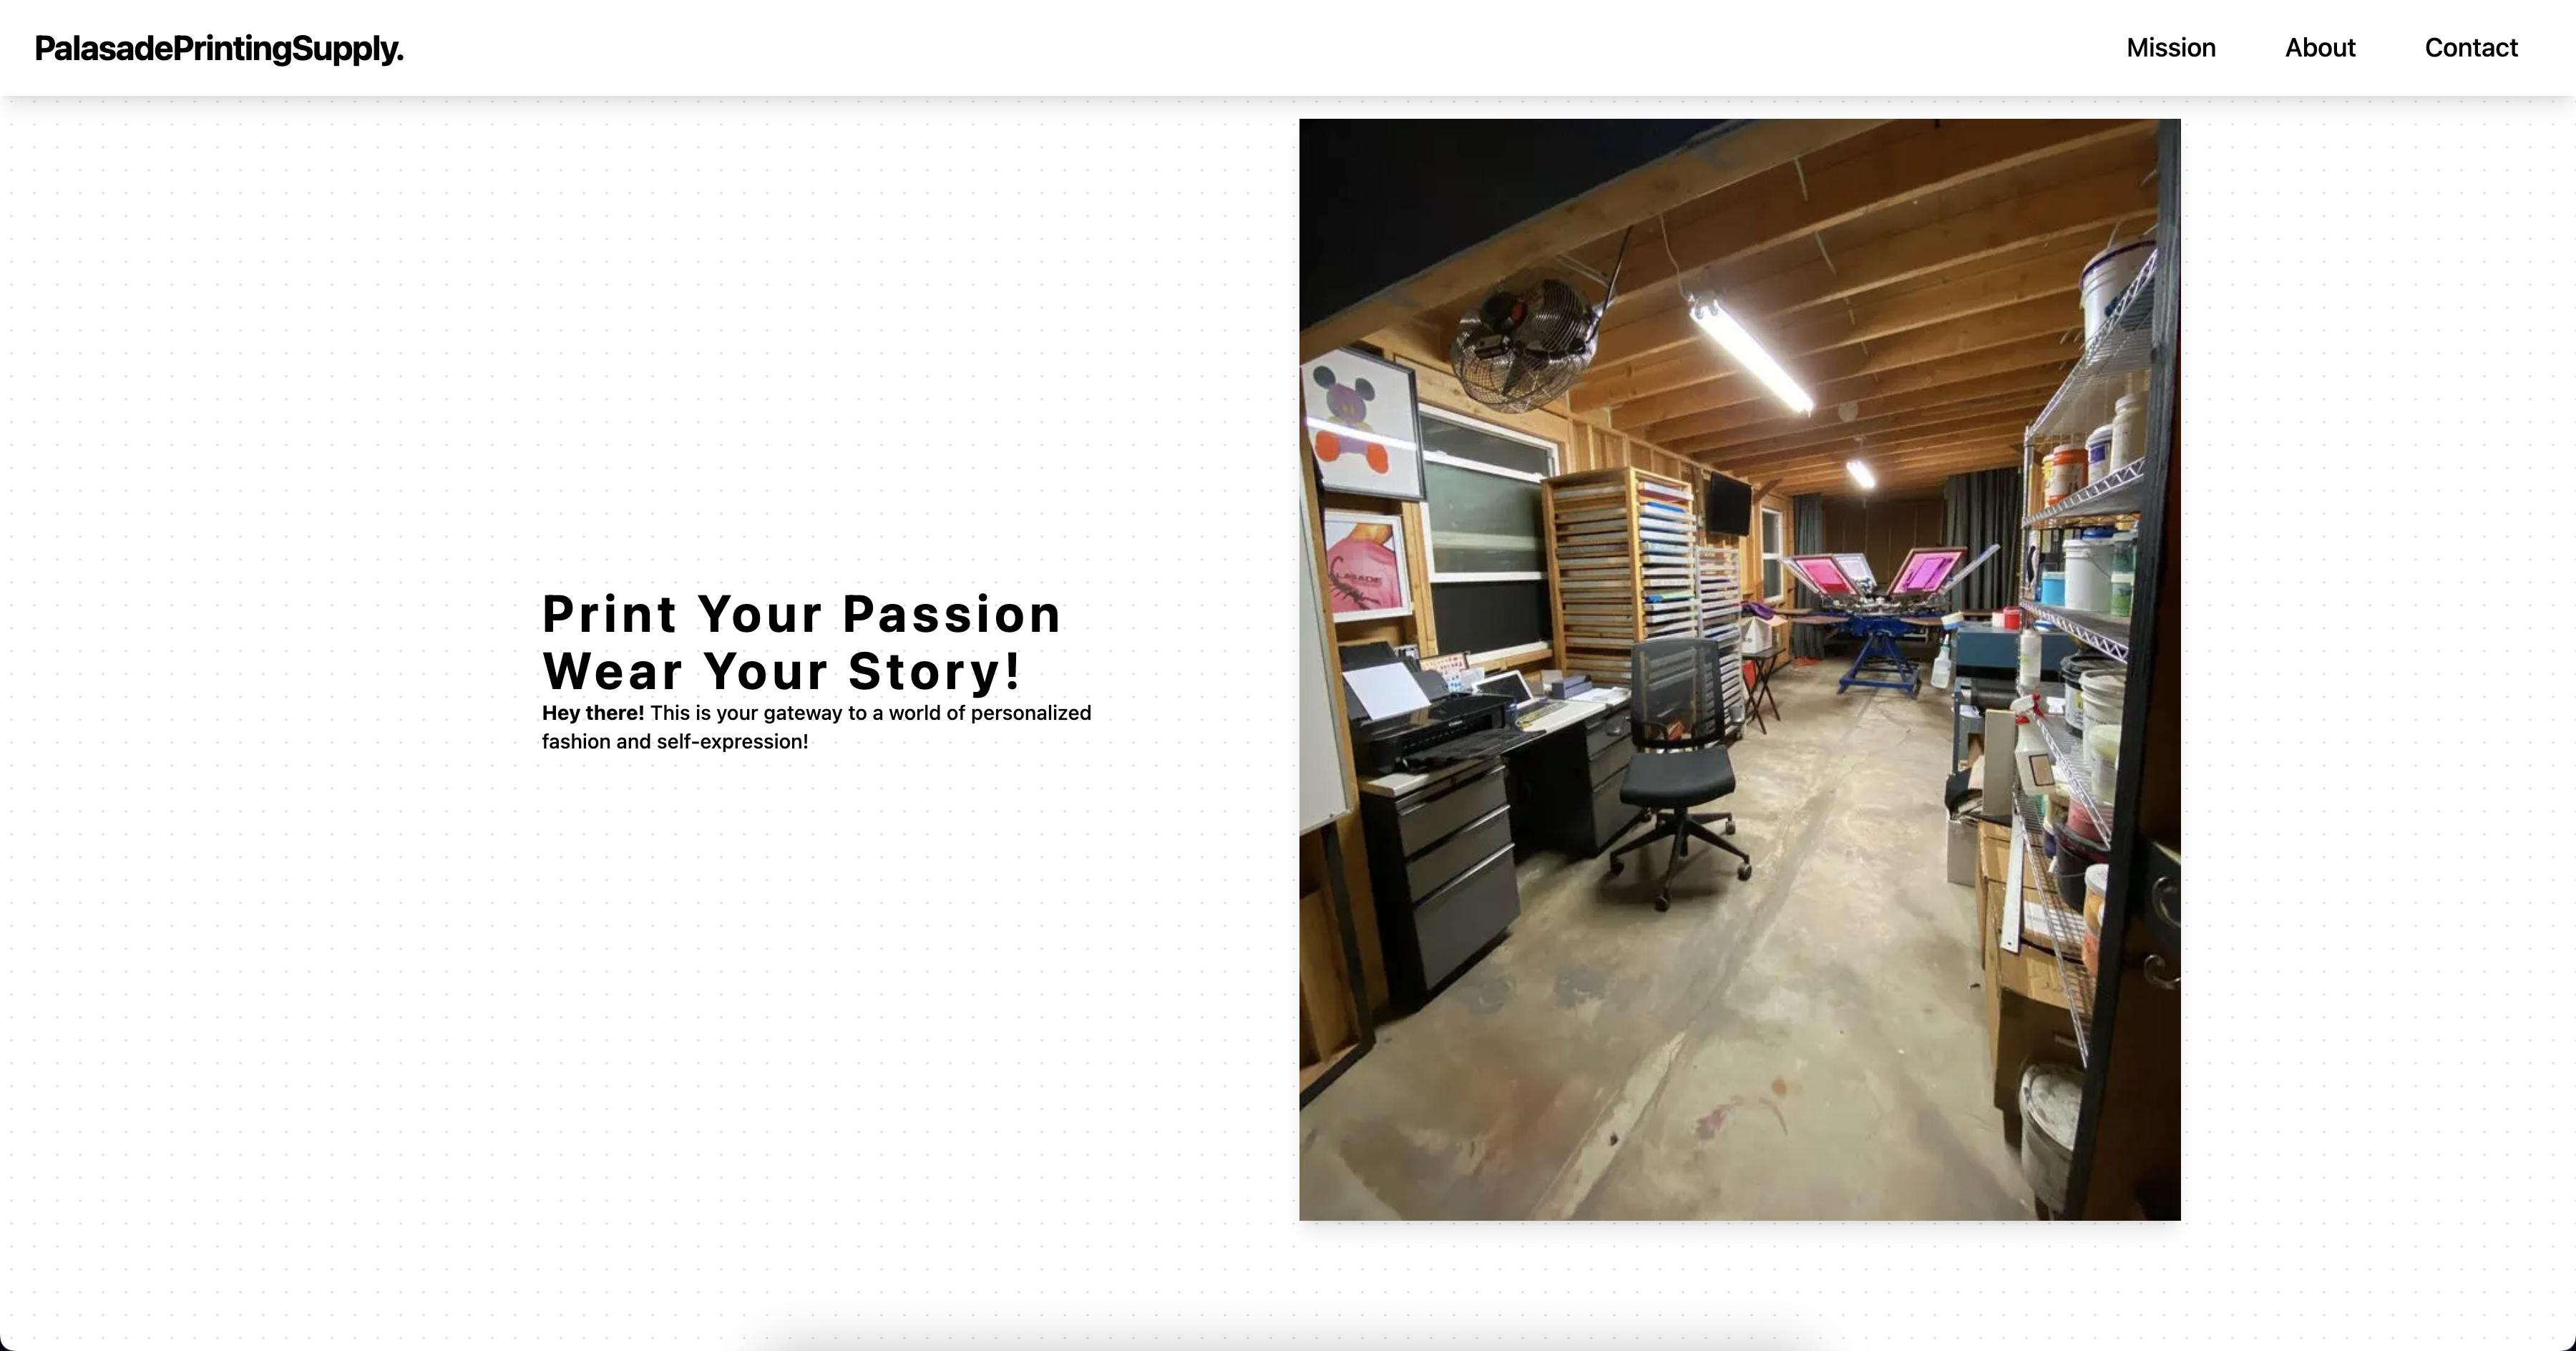 PalasadePrintingSupply.
Mission About Contact
Print Your Passion
Wear Your Story!
Hey there! This is your gateway to a world of personalized
fashion and self-expression!